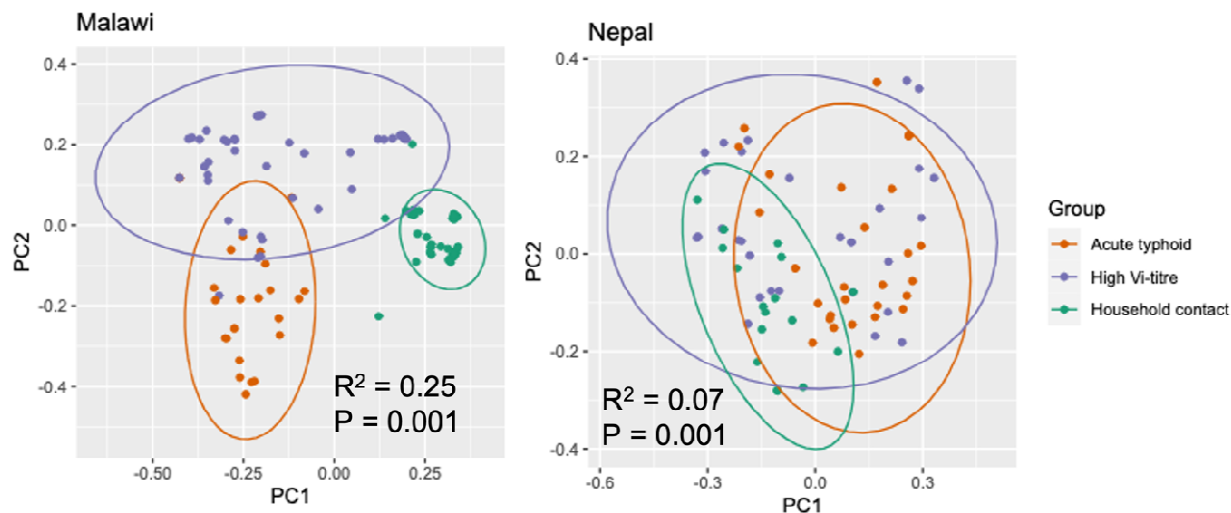 Malawi
0.4
0.2
0.0
-0.2
-0.4
PC2
-0.50
-0.25
0.00
0.25
PC1
R² = 0.25
P = 0.001
Nepal
0.4
0.2
0.0
-0.2
-0.4
PC2
-0.6
-0.3
0.0
0.3
PC1
R² = 0.07
P = 0.001
Group
Acute typhoid
High Vi-titre
Household contact